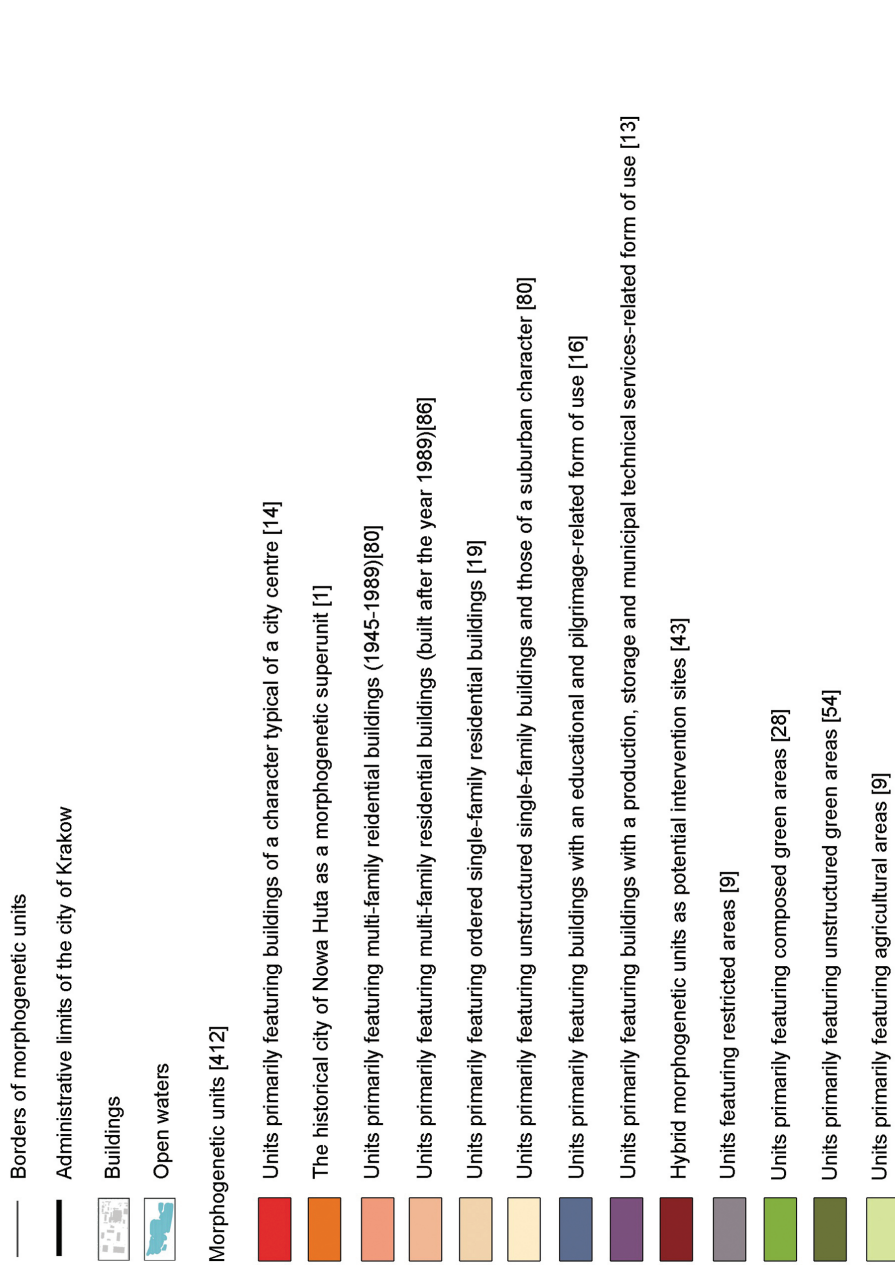 Borders of morphogenetic units
Administrative limits of the city of Krakow
Buildings
Open waters
Morphogenetic units [412]
Units primarily featuring buildings of a character typical of a city centre [14]
The historical city of Nowa Huta as a morphogenetic superunit [1]
Units primarily featuring multi-family reidential buildings (1945-1989)[80]
Units primarily featuring multi-family residential buildings (built after the year 1989)[86]
Units primarily featuring ordered single-family residential buildings [19]
Units primarily featuring unstructured single-family buildings and those of a suburban character [80]
Units primarily featuring buildings with an educational and pilgrimage-related form of use [16]
Units primarily featuring buildings with a production, storage and municipal technical services-related form of use [13]
Hybrid morphogenetic units as potential intervention sites [43]
Units featuring restricted areas [9]
Units primarily featuring composed green areas [28]
Units primarily featuring unstructured green areas [54]
Units primarily featuring agricultural areas [9]